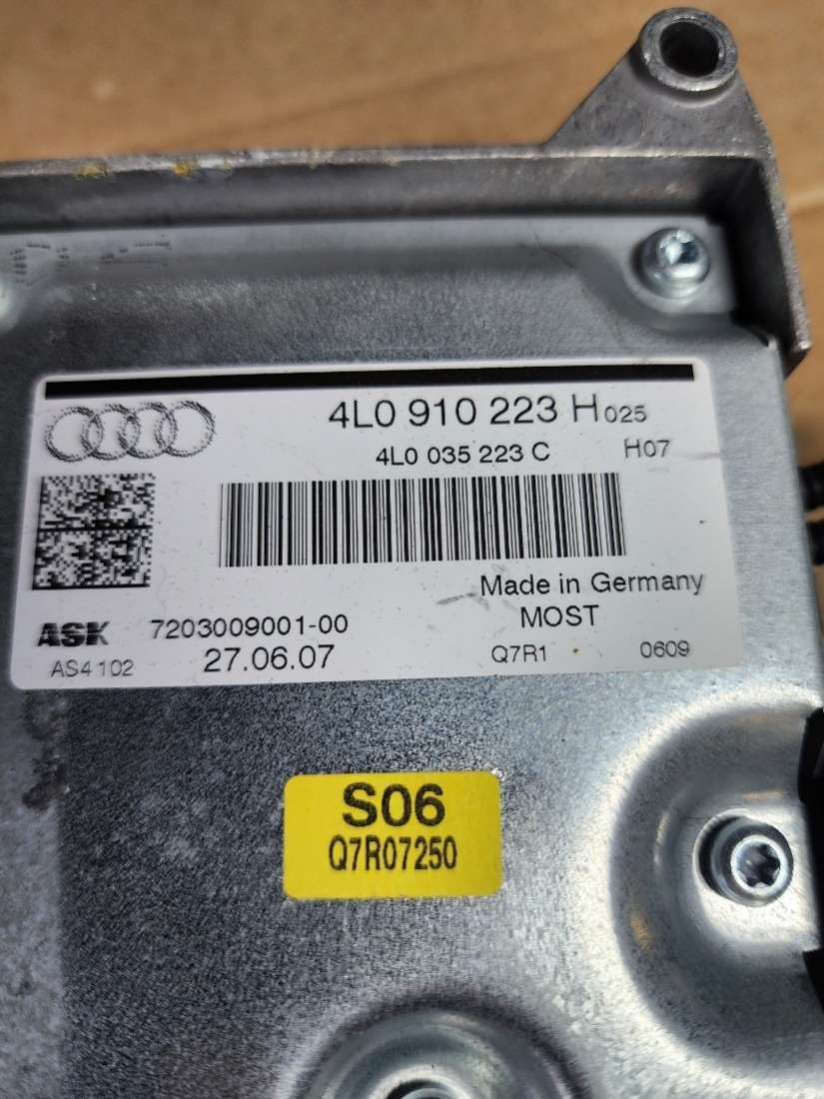 4L0 910 223 H 025
4L0 035 223 C H07
Made in Germany
ASK 7203009001-00 MOST
AS4102 27.06.07 Q7R1 0609
S06
Q7R07250